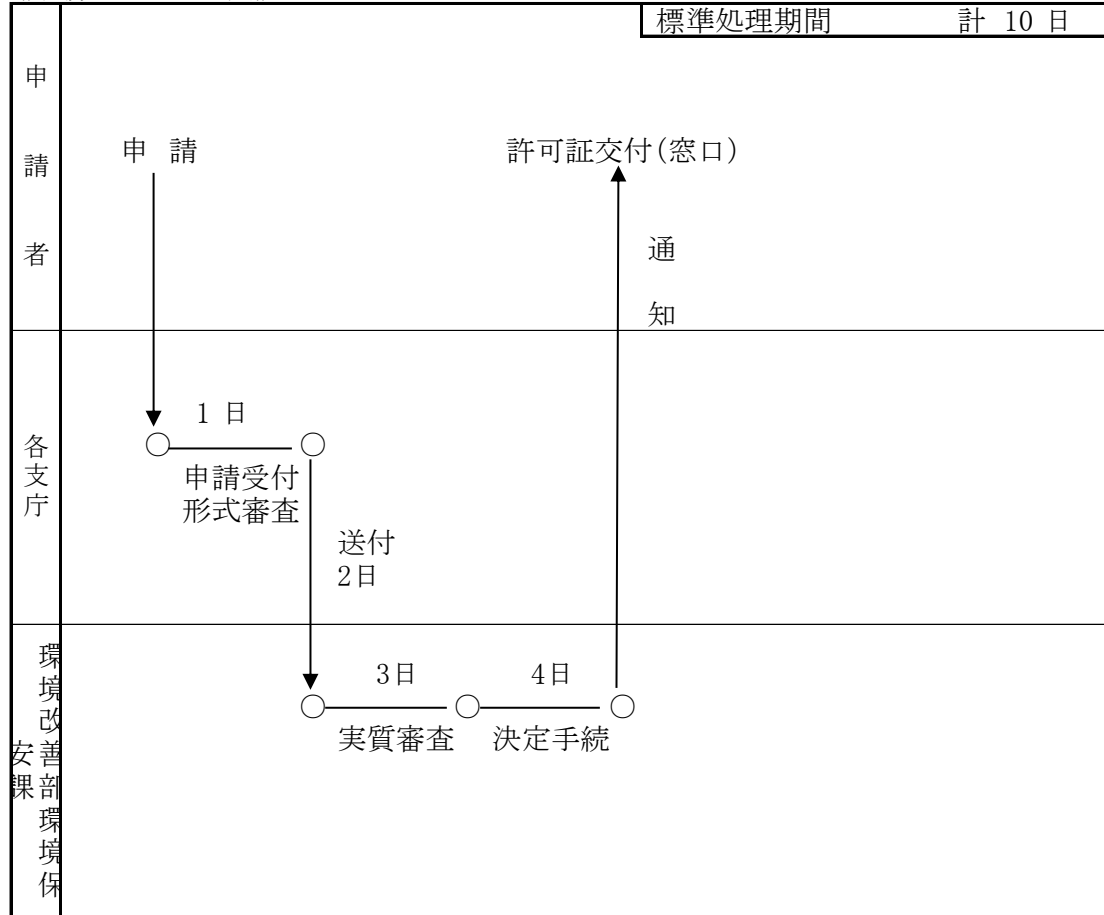 標準処理期間 計 10 日
申請者
申 請
許可証交付(窓口)
通知
各支庁
1 日
申請受付
形式審査
送付
2日
環境改善部環境保
安課
3日
4日
実質審査
決定手続